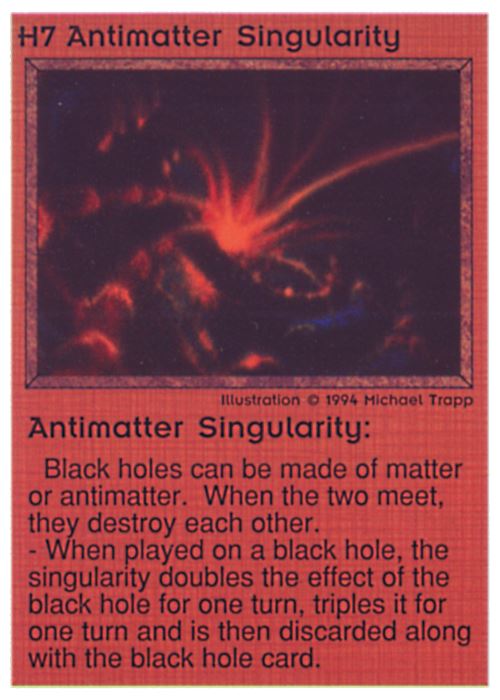 H7 Antimatter Singularity
Illustration © 1994 Michael Trapp
Antimatter Singularity:
Black holes can be made of matter
or antimatter. When the two meet,
they destroy each other.
- When played on a black hole, the
singularity doubles the effect of the
black hole for one turn, triples it for
one turn and is then discarded along
with the black hole card.